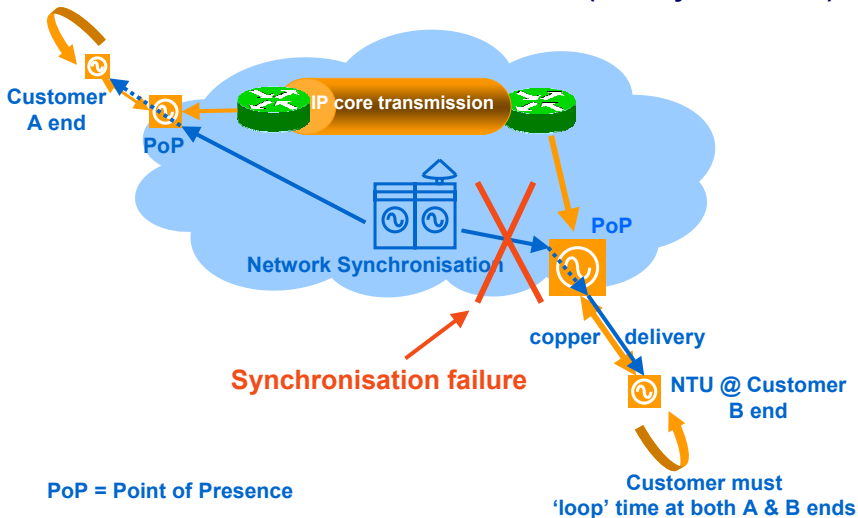 Customer
A end
PoP
IP core transmission
PoP
Network Synchronisation
copper
delivery
Synchronisation failure
NTU @ Customer
B end
PoP = Point of Presence
Customer must
‘loop’ time at both A & B ends